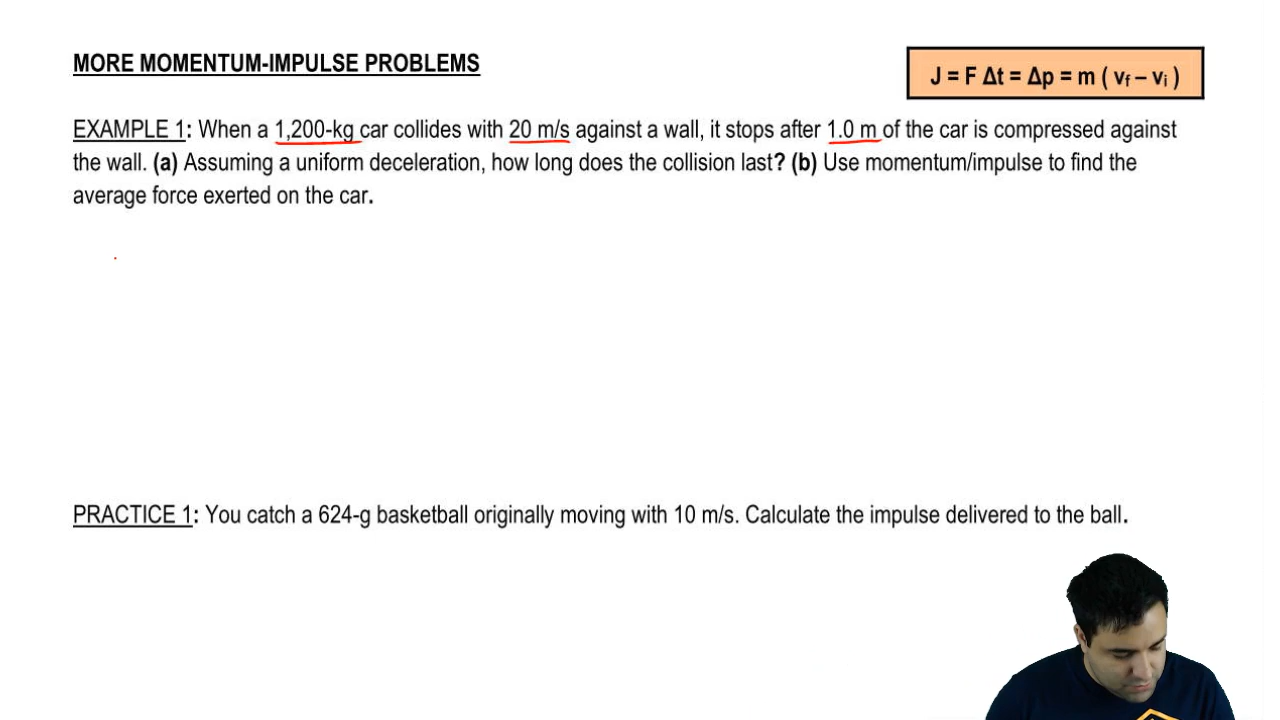 MORE MOMENTUM-IMPULSE PROBLEMS
J = F Δt = Δp = m ( vf – vi )
EXAMPLE 1: When a 1,200-kg car collides with 20 m/s against a wall, it stops after 1.0 m of the car is compressed against
the wall. (a) Assuming a uniform deceleration, how long does the collision last? (b) Use momentum/impulse to find the
average force exerted on the car.
PRACTICE 1: You catch a 624-g basketball originally moving with 10 m/s. Calculate the impulse delivered to the ball.